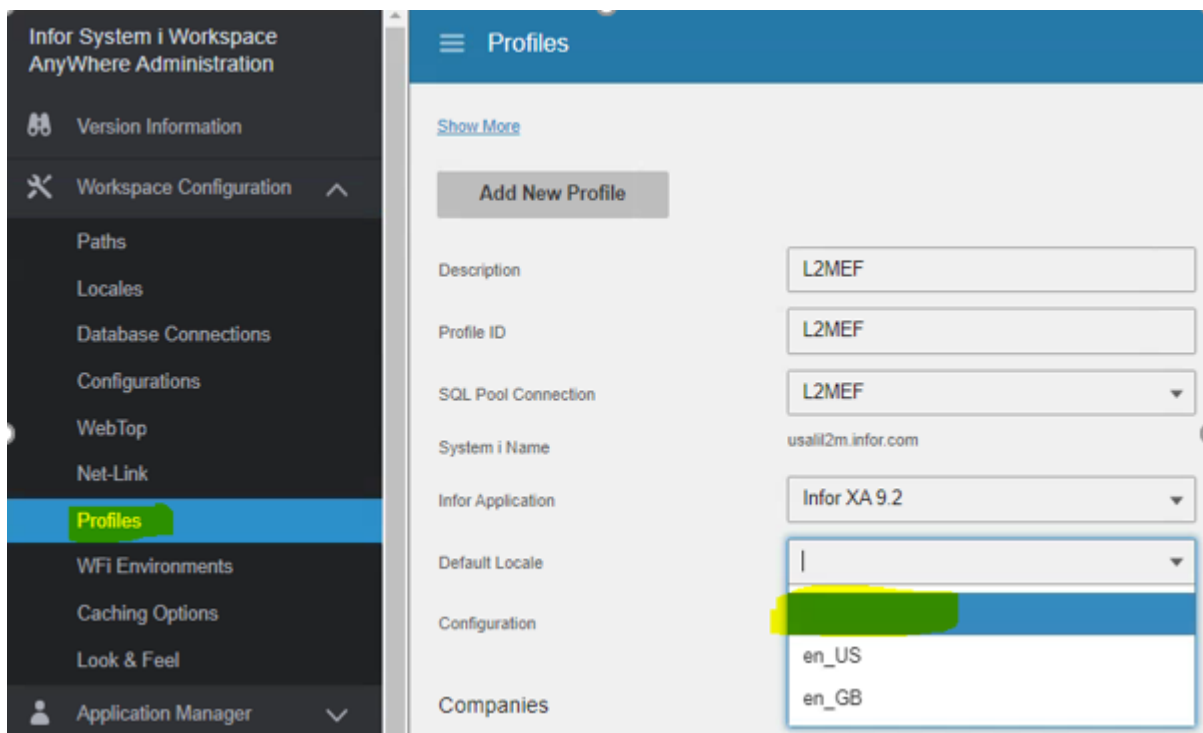 Infor System i Workspace
AnyWhere Administration
Version Information
Workspace Configuration
Paths
Locales
Database Connections
Configurations
WebTop
Net-Link
Profiles
WFi Environments
Caching Options
Look & Feel
Application Manager
Profiles
Show More
Add New Profile
Description L2MEF
Profile ID L2MEF
SQL Pool Connection L2MEF
System i Name usalil2m.infor.com
Infor Application Infor XA 9.2
Default Locale
Configuration
en_US
en_GB
Companies